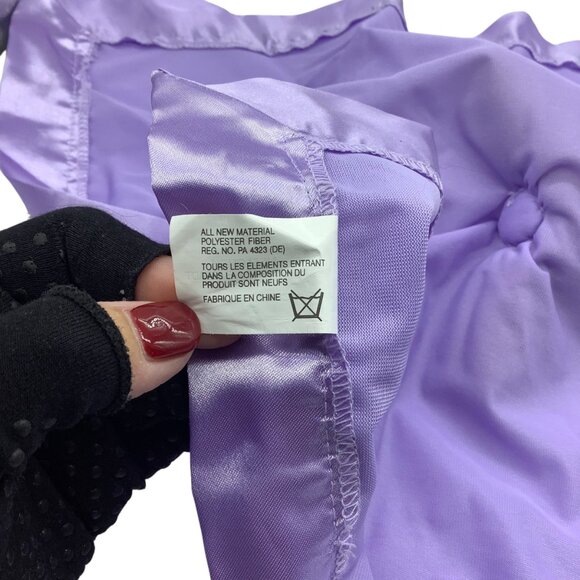 ALL NEW MATERIAL
POLYESTER FIBER
REG. NO. PA 4323 (DE)
TOURS LES ELEMENTS ENTRANT
DANS LA COMPOSITION DU
PRODUIT SONT NEUFS
FABRIQUE EN CHINE